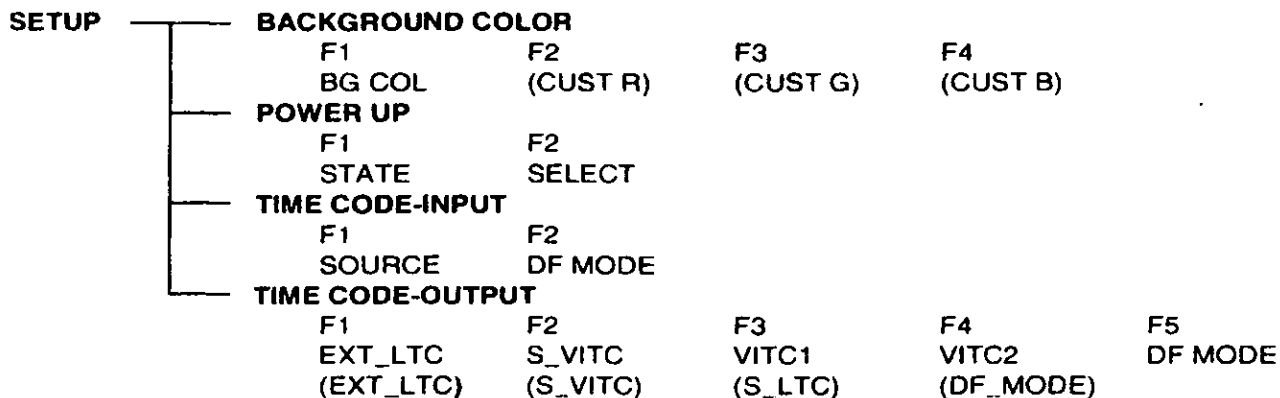 SETUP BACKGROUND COLOR
F1 F2 F3 F4
BG COL (CUST R) (CUST G) (CUST B)
POWER UP
F1 F2
STATE SELECT
TIME CODE-INPUT
F1 F2
SOURCE DF MODE
TIME CODE-OUTPUT
F1 F2 F3 F4 F5
EXT_LTC S_VITC VITC1 VITC2 DF MODE
(EXT_LTC) (S_VITC) (S_LTC) (DF_MODE)